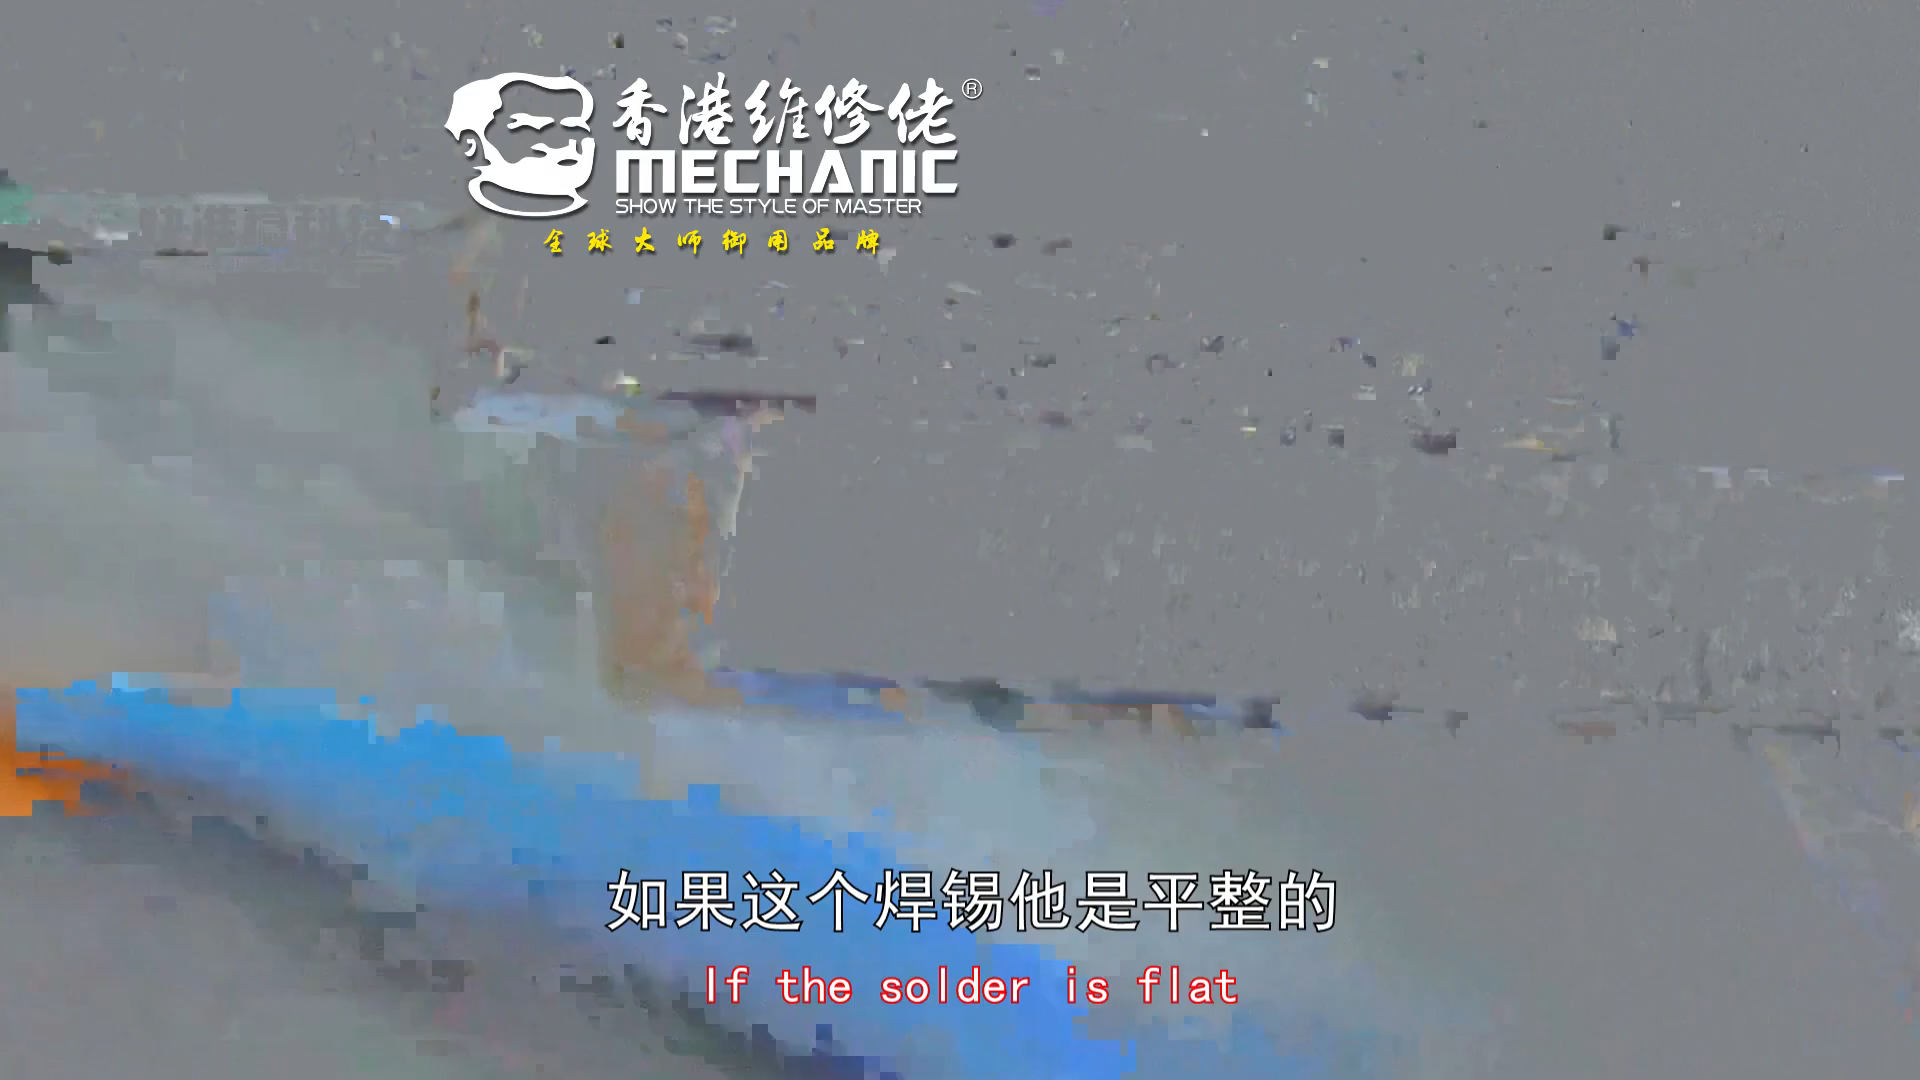 香港维修佬®
MECHANIC
SHOW THE STYLE OF MASTER
全球大师御用品牌
如果这个焊锡他是平整的
If the solder is flat